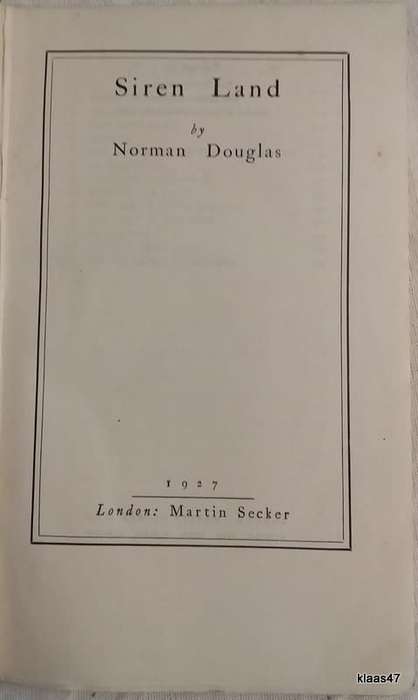 Siren Land
by
Norman Douglas
1927
London: Martin Secker
klaas47